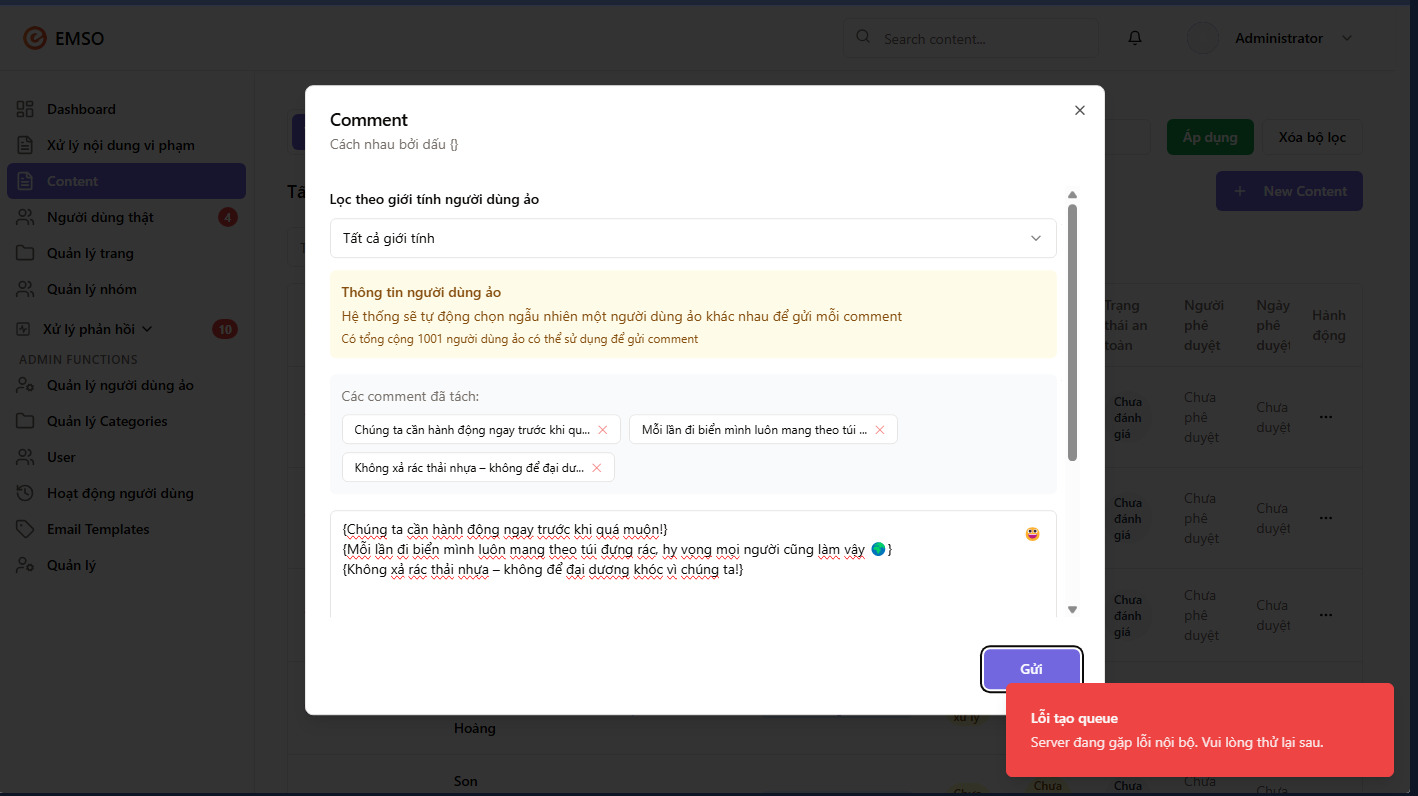 EMSO
Search content...
Administrator
Dashboard
Xử lý nội dung vi phạm
Content
Người dùng thật
4
Quản lý trang
Quản lý nhóm
Xử lý phản hồi
10
ADMIN FUNCTIONS
Quản lý người dùng ảo
Quản lý Categories
User
Hoạt động người dùng
Email Templates
Quản lý
Comment
Cách nhau bởi dấu {}
Lọc theo giới tính người dùng ảo
Tất cả giới tính
Thông tin người dùng ảo
Hệ thống sẽ tự động chọn ngẫu nhiên một người dùng ảo khác nhau để gửi mỗi comment
Có tổng cộng 1001 người dùng ảo có thể sử dụng để gửi comment
Các comment đã tách:
Chúng ta cần hành động ngay trước khi qu...
Mỗi lần đi biển mình luôn mang theo túi ...
Không xả rác thải nhựa – không để đại dư...
{Chúng ta cần hành động ngay trước khi quá muộn!}
{Mỗi lần đi biển mình luôn mang theo túi đựng rác, hy vọng mọi người cũng làm vậy 🌍}
{Không xả rác thải nhựa – không để đại dương khóc vì chúng ta!}
Gửi
Áp dụng
Xóa bộ lọc
New Content
Trạng thái an toàn
Người phê duyệt
Ngày phê duyệt
Hành động
Chưa đánh giá
Chưa phê duyệt
Chưa duyệt
Chưa đánh giá
Chưa phê duyệt
Chưa duyệt
Chưa đánh giá
Chưa phê duyệt
Chưa duyệt
Hoàng
xử lý
Son
Chưa
Chưa
Chưa
Chưa
Chưa
Lỗi tạo queue
Server đang gặp lỗi nội bộ. Vui lòng thử lại sau.